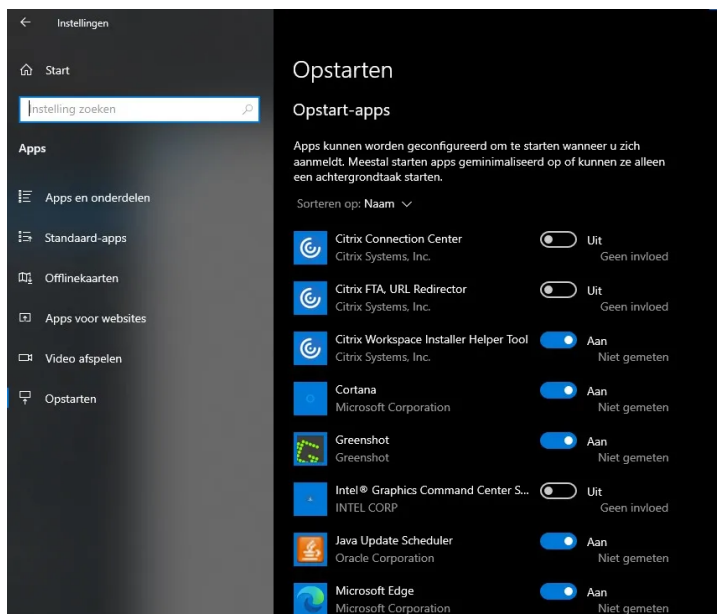 Instellingen
Start
Instelling zoeken
Apps
Apps en onderdelen
Standaard-apps
Offlinekaarten
Apps voor websites
Video afspelen
Opstarten
Opstarten
Opstart-apps
Apps kunnen worden geconfigureerd om te starten wanneer u zich
aanmeldt. Meestal starten apps geminimaliseerd op of kunnen ze alleen
een achtergrondtaak starten.
Sorteren op: Naam
Citrix Connection Center Uit
Citrix Systems, Inc. Geen invloed
Citrix FTA, URL Redirector Uit
Citrix Systems, Inc. Geen invloed
Citrix Workspace Installer Helper Tool Aan
Citrix Systems, Inc. Niet gemeten
Cortana Aan
Microsoft Corporation Niet gemeten
Greenshot Aan
Greenshot Niet gemeten
Intel® Graphics Command Center S... Uit
INTEL CORP Geen invloed
Java Update Scheduler Aan
Oracle Corporation Niet gemeten
Microsoft Edge Aan
Microsoft Corporation Niet gemeten